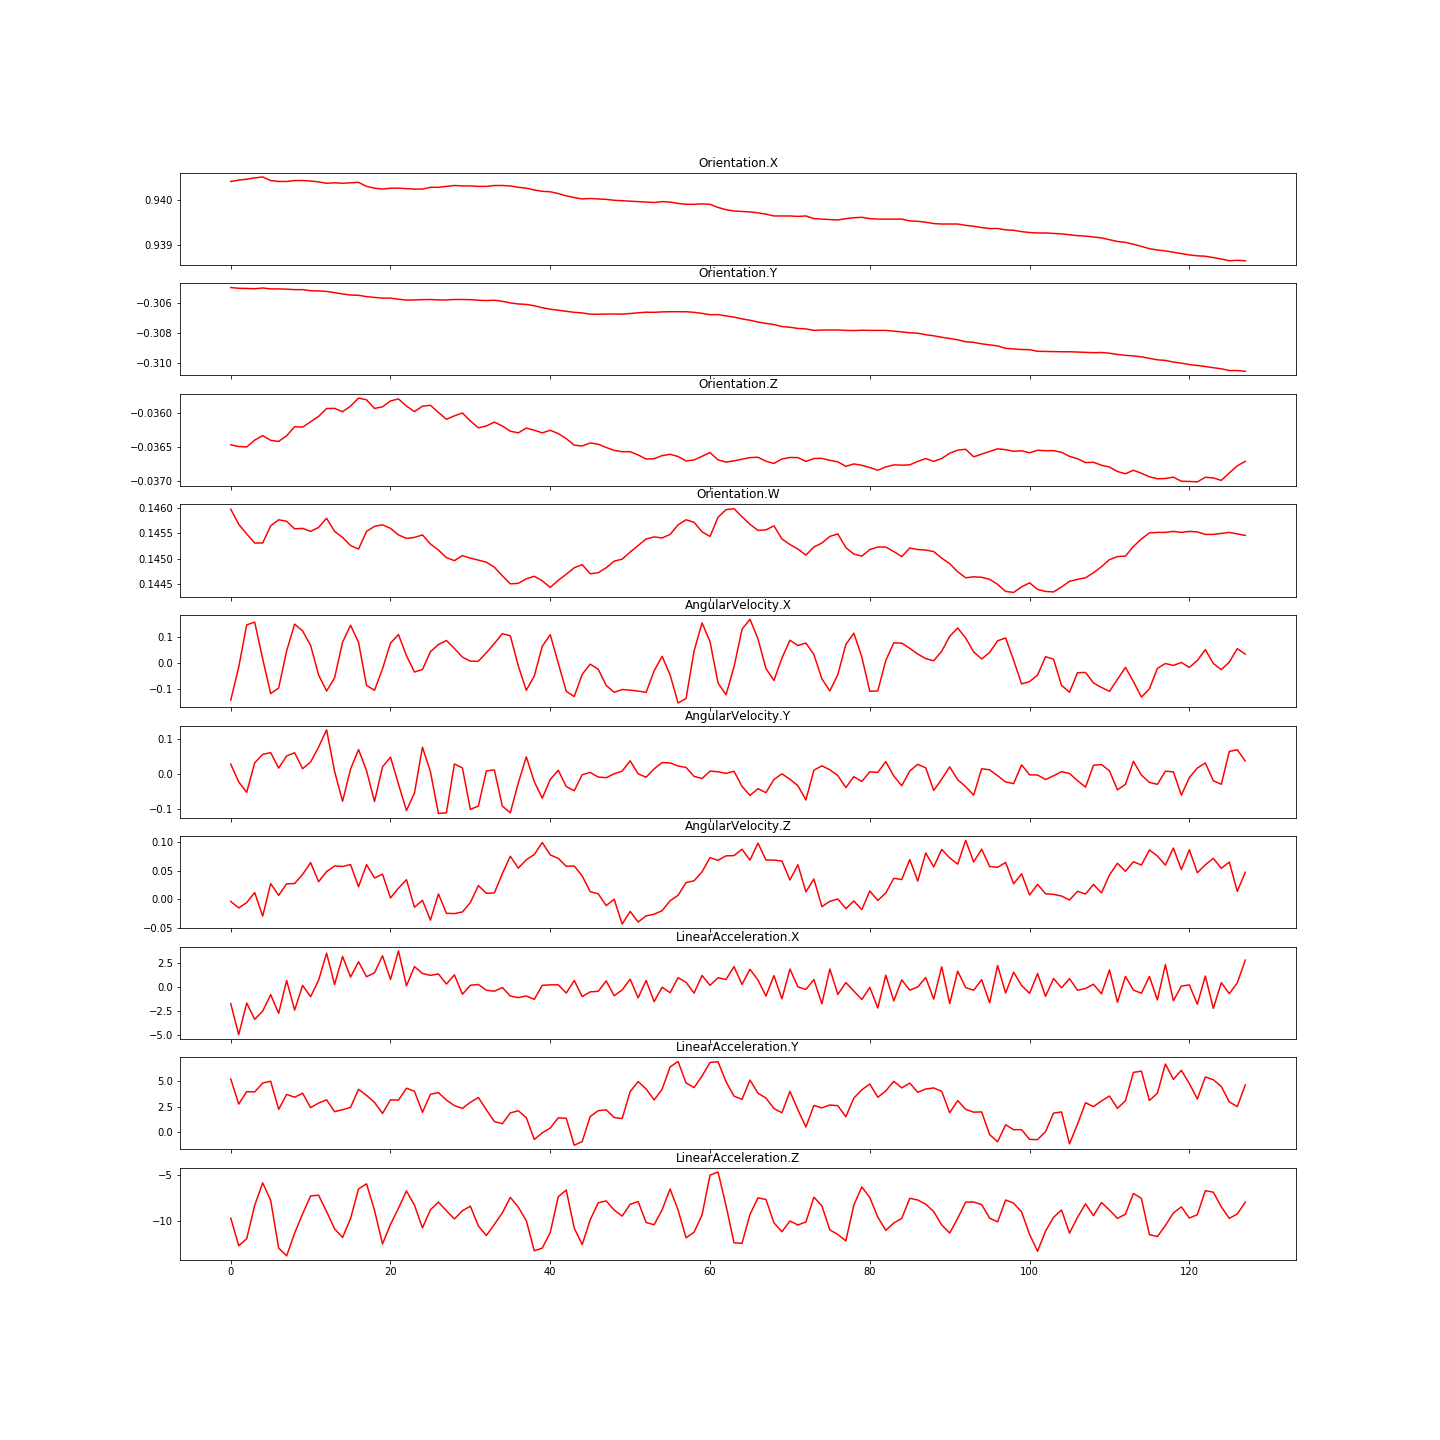 Orientation.X
0.940
0.939
Orientation.Y
−0.306
−0.308
−0.310
Orientation.Z
−0.0360
−0.0365
−0.0370
Orientation.W
0.1460
0.1455
0.1450
0.1445
AngularVelocity.X
0.1
0.0
−0.1
AngularVelocity.Y
0.1
0.0
−0.1
AngularVelocity.Z
0.10
0.05
0.00
−0.05
LinearAcceleration.X
2.5
0.0
−2.5
−5.0
LinearAcceleration.Y
5.0
2.5
0.0
LinearAcceleration.Z
−5
−10
0 20 40 60 80 100 120